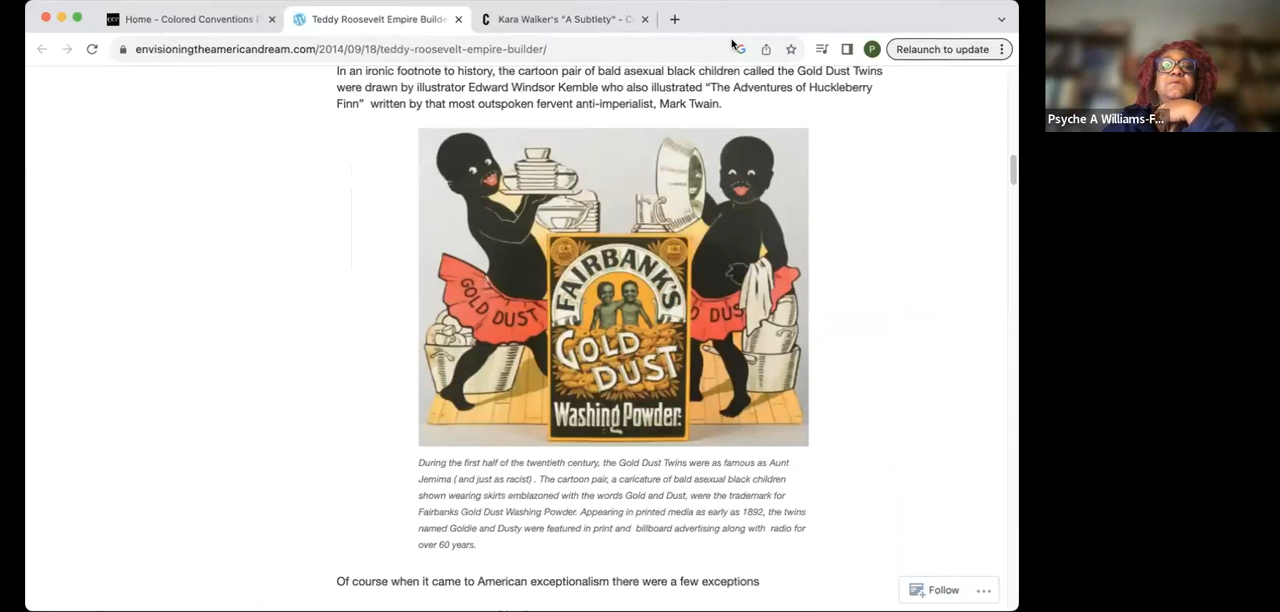 Home - Colored Conventions P
Teddy Roosevelt Empire Builde
Kara Walker's "A Subtlety" - C
envisioningtheamericandream.com/2014/09/18/teddy-roosevelt-empire-builder/
P
Relaunch to update
Psyche A Williams-F...
In an ironic footnote to history, the cartoon pair of bald asexual black children called the Gold Dust Twins
were drawn by illustrator Edward Windsor Kemble who also illustrated “The Adventures of Huckleberry
Finn” written by that most outspoken fervent anti-imperialist, Mark Twain.
FAIRBANK'S
GOLD DUST
D DUS
GOLD
DUST
Washing Powder.
During the first half of the twentieth century, the Gold Dust Twins were as famous as Aunt
Jemima ( and just as racist) . The cartoon pair, a caricature of bald asexual black children
shown wearing skirts emblazoned with the words Gold and Dust, were the trademark for
Fairbanks Gold Dust Washing Powder. Appearing in printed media as early as 1892, the twins
named Goldie and Dusty were featured in print and billboard advertising along with radio for
over 60 years.
Of course when it came to American exceptionalism there were a few exceptions
Follow